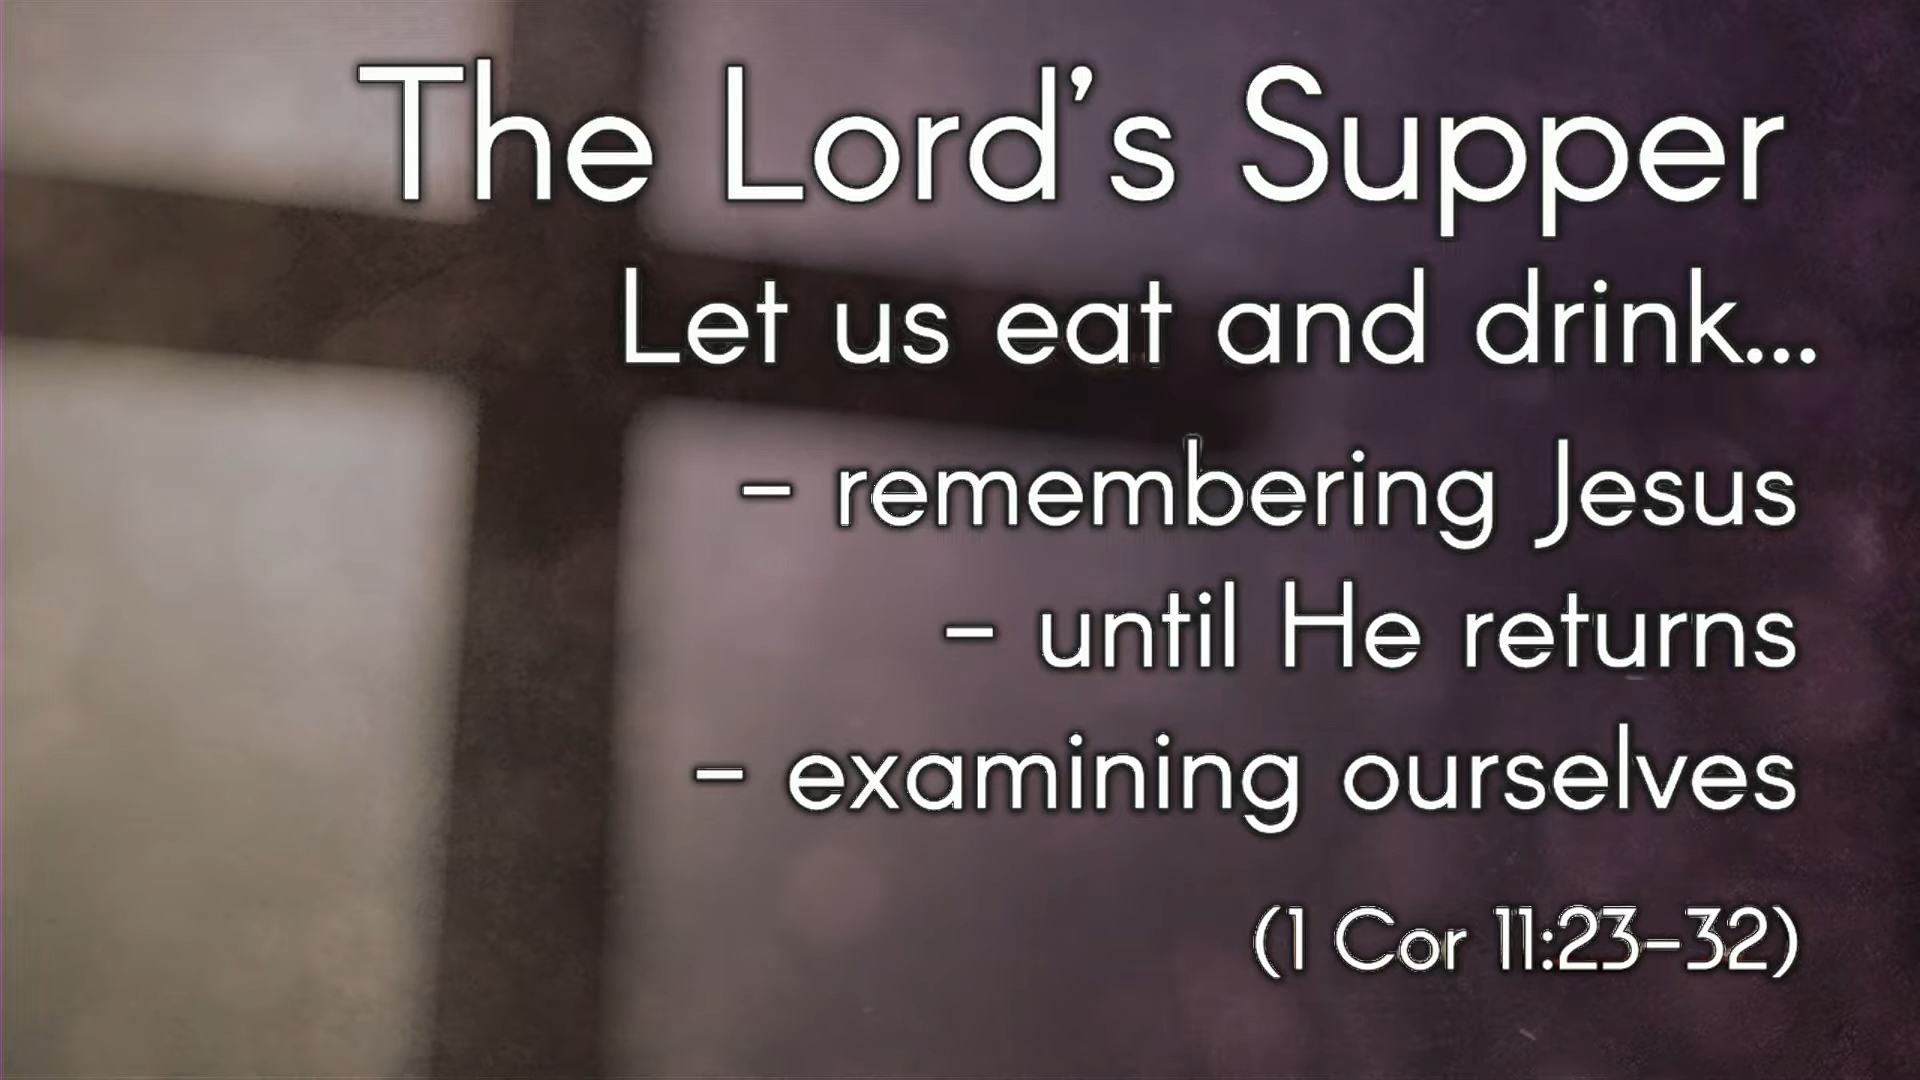 The Lord’s Supper
Let us eat and drink...
– remembering Jesus
– until He returns
– examining ourselves
(1 Cor 11:23–32)